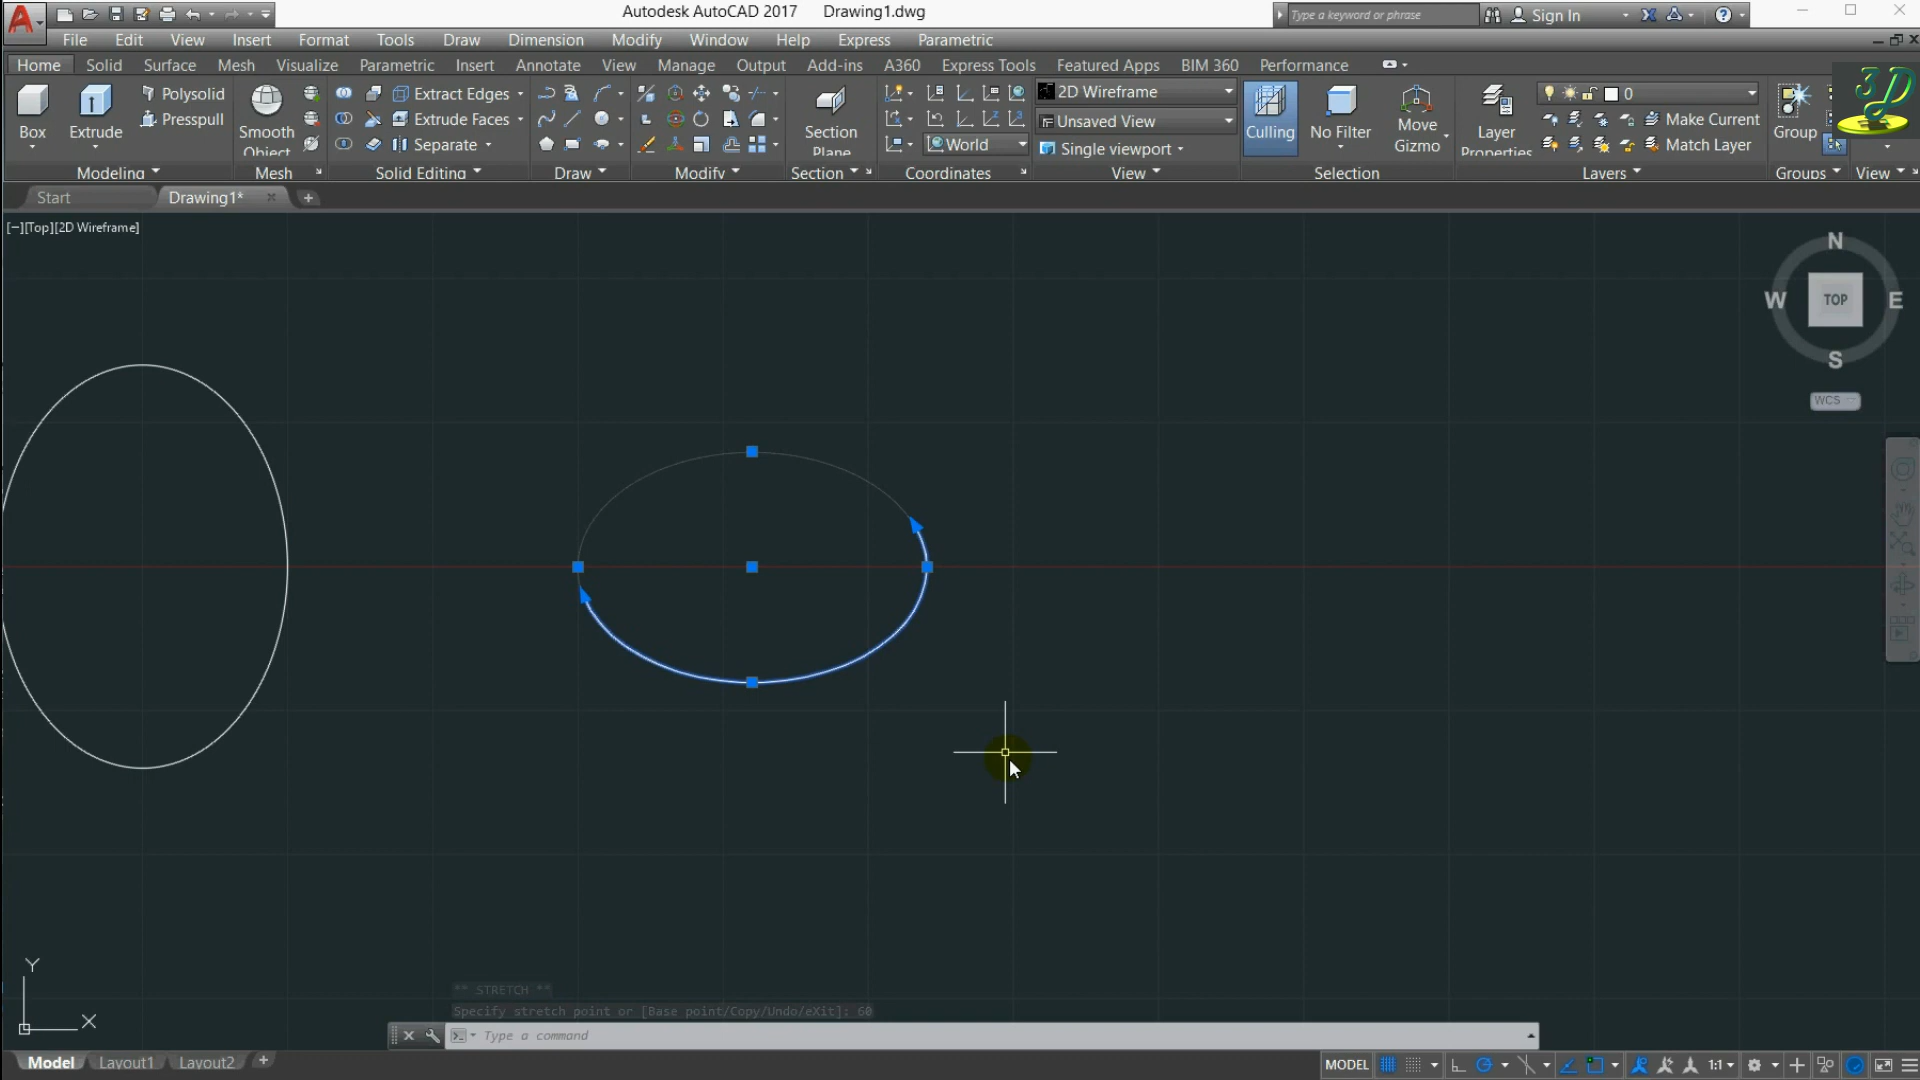 Autodesk AutoCAD 2017 Drawing1.dwg
Type a keyword or phrase
Sign In
File Edit View Insert Format Tools Draw Dimension Modify Window Help Express Parametric
Home Solid Surface Mesh Visualize Parametric Insert Annotate View Manage Output Add-ins A360 Express Tools Featured Apps BIM 360 Performance
Box
Extrude
Polysolid
Presspull
Modeling
Smooth
Object
Mesh
Extract Edges
Extrude Faces
Separate
Solid Editing
Draw
Modify
Section
Plane
Section
World
Coordinates
2D Wireframe
Unsaved View
Single viewport
View
Culling
No Filter
Move
Gizmo
Selection
Layer
Properties
0
Make Current
Match Layer
Layers
Group
Groups
View
3D
Start
Drawing1*
[−][Top][2D Wireframe]
N
W
TOP
E
S
WCS
Y
X
** STRETCH **
Specify stretch point or [Base point/Copy/Undo/eXit]: 60
Type a command
Model Layout1 Layout2 +
MODEL
1:1